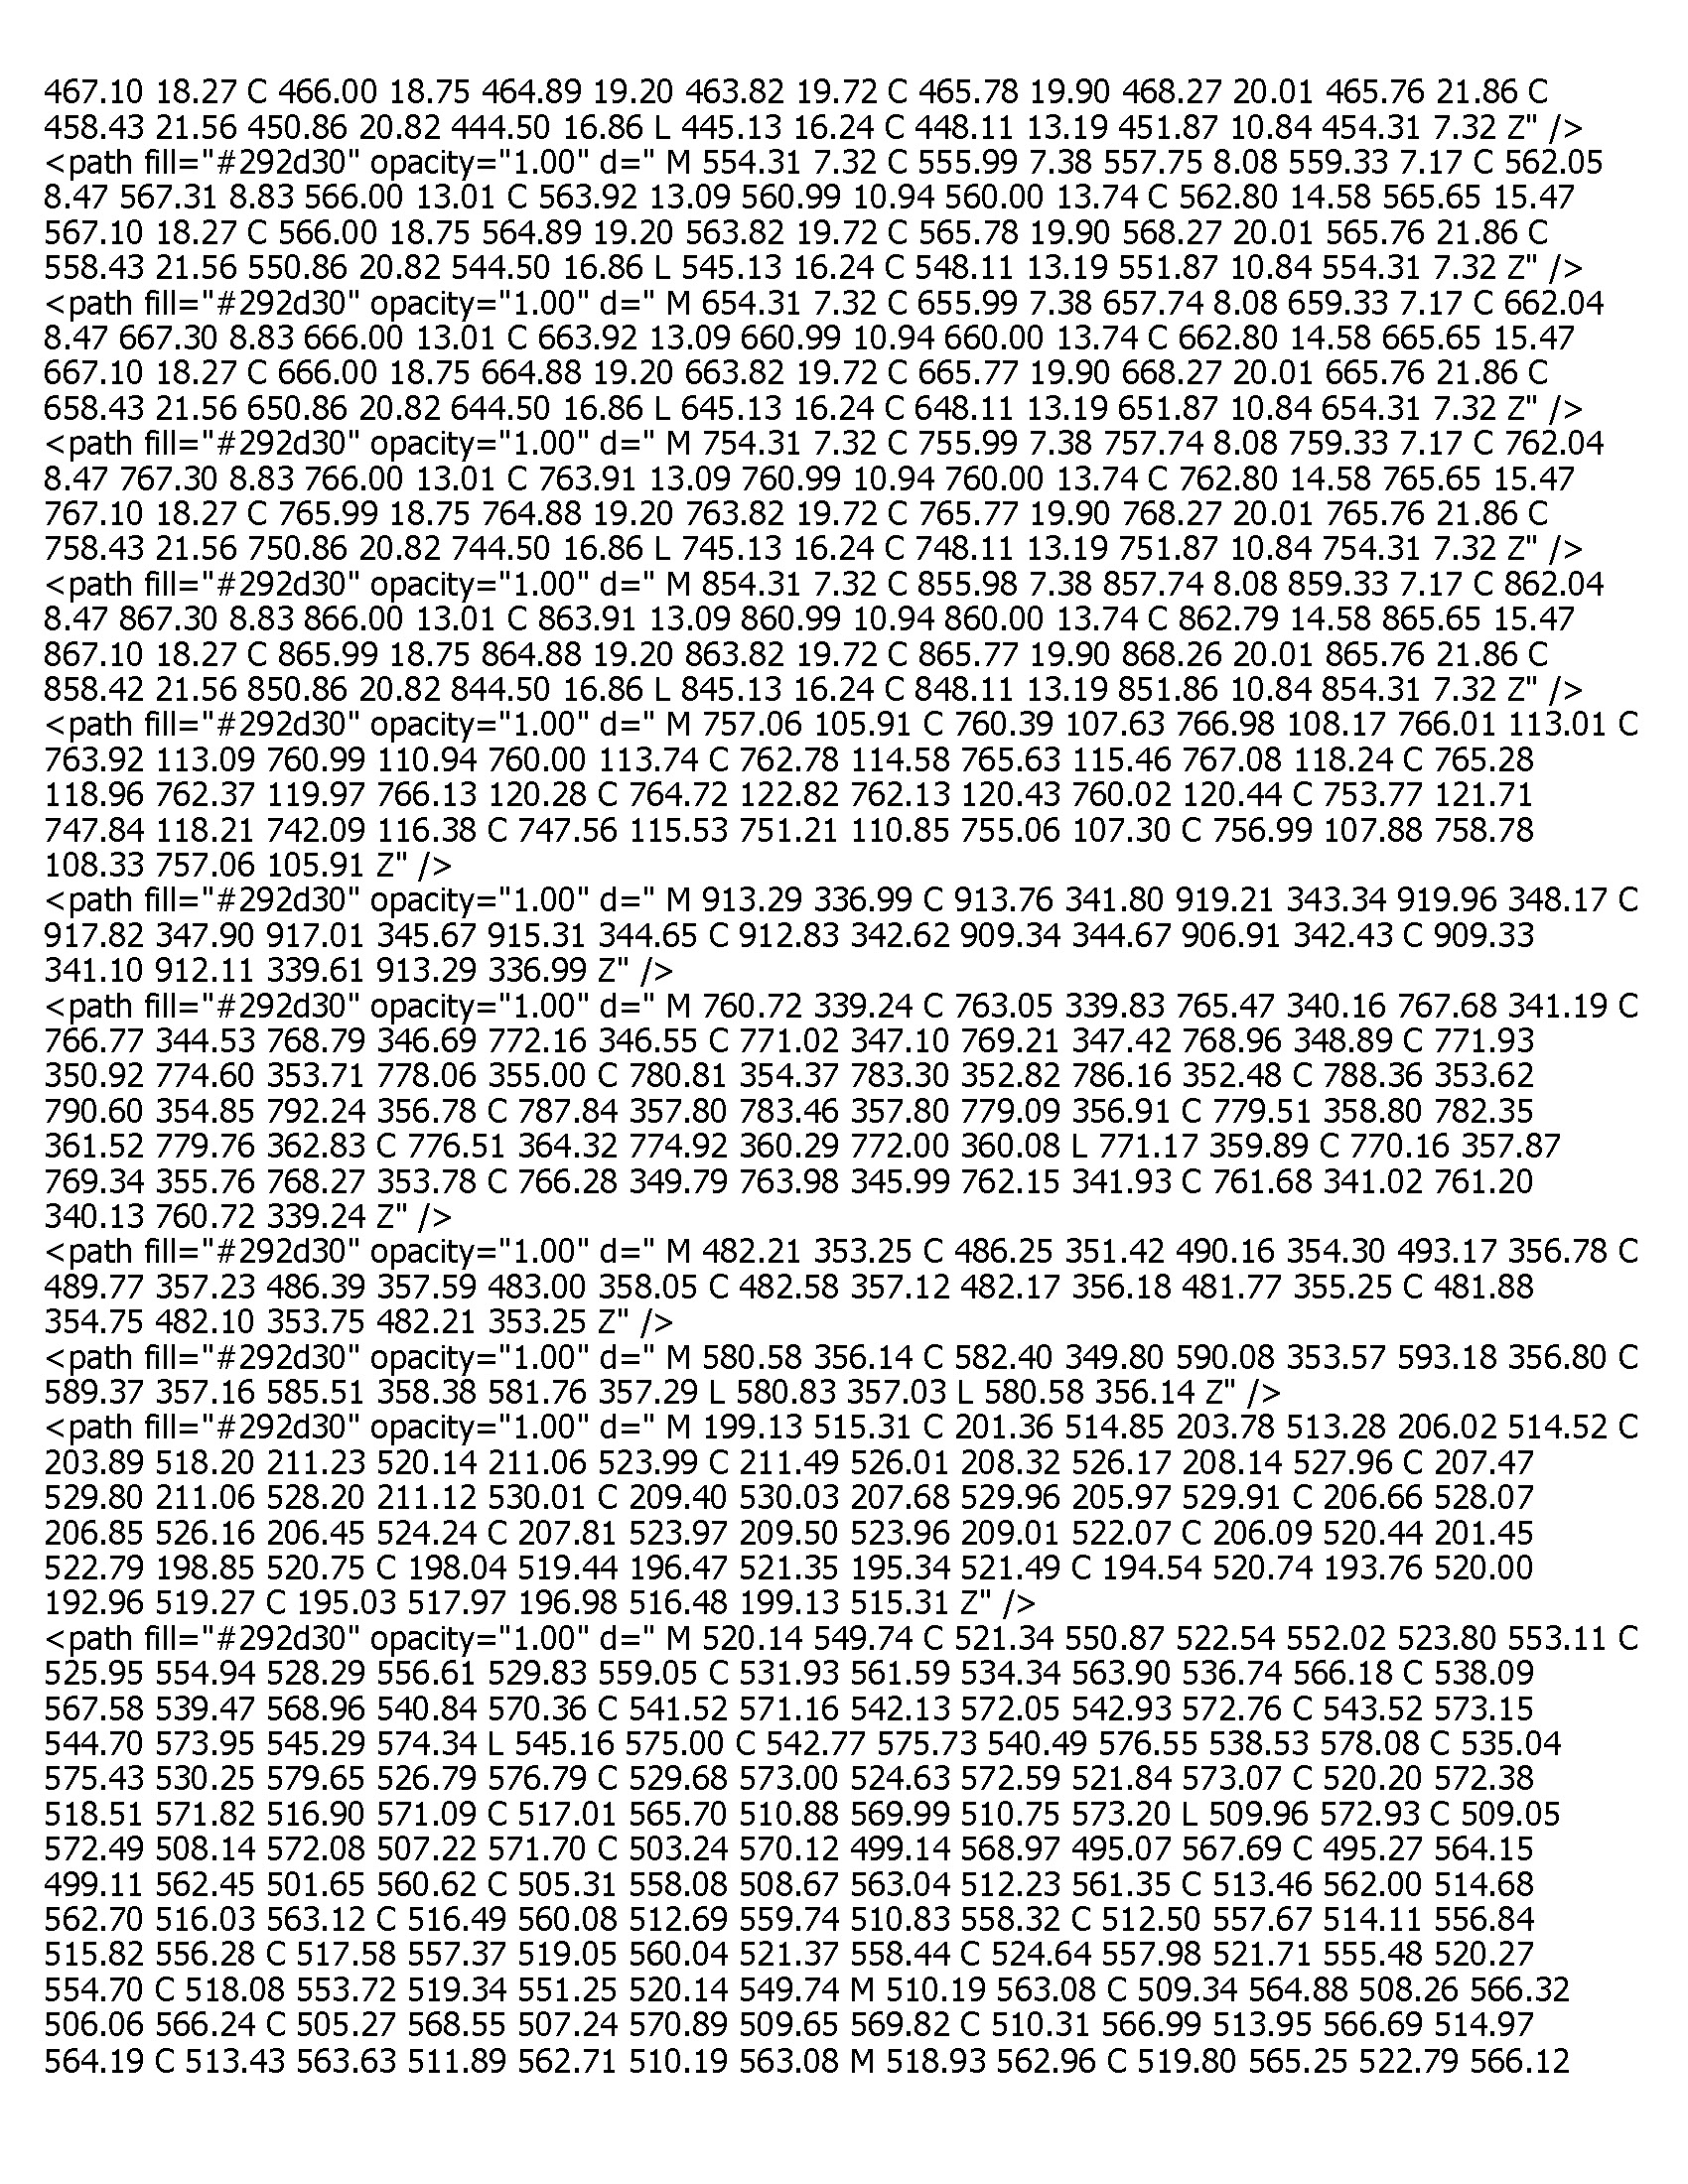 467.10 18.27 C 466.00 18.75 464.89 19.20 463.82 19.72 C 465.78 19.90 468.27 20.01 465.76 21.86 C
458.43 21.56 450.86 20.82 444.50 16.86 L 445.13 16.24 C 448.11 13.19 451.87 10.84 454.31 7.32 Z" />
<path fill="#292d30" opacity="1.00" d=" M 554.31 7.32 C 555.99 7.38 557.75 8.08 559.33 7.17 C 562.05
8.47 567.31 8.83 566.00 13.01 C 563.92 13.09 560.99 10.94 560.00 13.74 C 562.80 14.58 565.65 15.47
567.10 18.27 C 566.00 18.75 564.89 19.20 563.82 19.72 C 565.78 19.90 568.27 20.01 565.76 21.86 C
558.43 21.56 550.86 20.82 544.50 16.86 L 545.13 16.24 C 548.11 13.19 551.87 10.84 554.31 7.32 Z" />
<path fill="#292d30" opacity="1.00" d=" M 654.31 7.32 C 655.99 7.38 657.74 8.08 659.33 7.17 C 662.04
8.47 667.30 8.83 666.00 13.01 C 663.92 13.09 660.99 10.94 660.00 13.74 C 662.80 14.58 665.65 15.47
667.10 18.27 C 666.00 18.75 664.88 19.20 663.82 19.72 C 665.77 19.90 668.27 20.01 665.76 21.86 C
658.43 21.56 650.86 20.82 644.50 16.86 L 645.13 16.24 C 648.11 13.19 651.87 10.84 654.31 7.32 Z" />
<path fill="#292d30" opacity="1.00" d=" M 754.31 7.32 C 755.99 7.38 757.74 8.08 759.33 7.17 C 762.04
8.47 767.30 8.83 766.00 13.01 C 763.91 13.09 760.99 10.94 760.00 13.74 C 762.80 14.58 765.65 15.47
767.10 18.27 C 765.99 18.75 764.88 19.20 763.82 19.72 C 765.77 19.90 768.27 20.01 765.76 21.86 C
758.43 21.56 750.86 20.82 744.50 16.86 L 745.13 16.24 C 748.11 13.19 751.87 10.84 754.31 7.32 Z" />
<path fill="#292d30" opacity="1.00" d=" M 854.31 7.32 C 855.98 7.38 857.74 8.08 859.33 7.17 C 862.04
8.47 867.30 8.83 866.00 13.01 C 863.91 13.09 860.99 10.94 860.00 13.74 C 862.79 14.58 865.65 15.47
867.10 18.27 C 865.99 18.75 864.88 19.20 863.82 19.72 C 865.77 19.90 868.26 20.01 865.76 21.86 C
858.42 21.56 850.86 20.82 844.50 16.86 L 845.13 16.24 C 848.11 13.19 851.86 10.84 854.31 7.32 Z" />
<path fill="#292d30" opacity="1.00" d=" M 757.06 105.91 C 760.39 107.63 766.98 108.17 766.01 113.01 C
763.92 113.09 760.99 110.94 760.00 113.74 C 762.78 114.58 765.63 115.46 767.08 118.24 C 765.28
118.96 762.37 119.97 766.13 120.28 C 764.72 122.82 762.13 120.43 760.02 120.44 C 753.77 121.71
747.84 118.21 742.09 116.38 C 747.56 115.53 751.21 110.85 755.06 107.30 C 756.99 107.88 758.78
108.33 757.06 105.91 Z" />
<path fill="#292d30" opacity="1.00" d=" M 913.29 336.99 C 913.76 341.80 919.21 343.34 919.96 348.17 C
917.82 347.90 917.01 345.67 915.31 344.65 C 912.83 342.62 909.34 344.67 906.91 342.43 C 909.33
341.10 912.11 339.61 913.29 336.99 Z" />
<path fill="#292d30" opacity="1.00" d=" M 760.72 339.24 C 763.05 339.83 765.47 340.16 767.68 341.19 C
766.77 344.53 768.79 346.69 772.16 346.55 C 771.02 347.10 769.21 347.42 768.96 348.89 C 771.93
350.92 774.60 353.71 778.06 355.00 C 780.81 354.37 783.30 352.82 786.16 352.48 C 788.36 353.62
790.60 354.85 792.24 356.78 C 787.84 357.80 783.46 357.80 779.09 356.91 C 779.51 358.80 782.35
361.52 779.76 362.83 C 776.51 364.32 774.92 360.29 772.00 360.08 L 771.17 359.89 C 770.16 357.87
769.34 355.76 768.27 353.78 C 766.28 349.79 763.98 345.99 762.15 341.93 C 761.68 341.02 761.20
340.13 760.72 339.24 Z" />
<path fill="#292d30" opacity="1.00" d=" M 482.21 353.25 C 486.25 351.42 490.16 354.30 493.17 356.78 C
489.77 357.23 486.39 357.59 483.00 358.05 C 482.58 357.12 482.17 356.18 481.77 355.25 C 481.88
354.75 482.10 353.75 482.21 353.25 Z" />
<path fill="#292d30" opacity="1.00" d=" M 580.58 356.14 C 582.40 349.80 590.08 353.57 593.18 356.80 C
589.37 357.16 585.51 358.38 581.76 357.29 L 580.83 357.03 L 580.58 356.14 Z" />
<path fill="#292d30" opacity="1.00" d=" M 199.13 515.31 C 201.36 514.85 203.78 513.28 206.02 514.52 C
203.89 518.20 211.23 520.14 211.06 523.99 C 211.49 526.01 208.32 526.17 208.14 527.96 C 207.47
529.80 211.06 528.20 211.12 530.01 C 209.40 530.03 207.68 529.96 205.97 529.91 C 206.66 528.07
206.85 526.16 206.45 524.24 C 207.81 523.97 209.50 523.96 209.01 522.07 C 206.09 520.44 201.45
522.79 198.85 520.75 C 198.04 519.44 196.47 521.35 195.34 521.49 C 194.54 520.74 193.76 520.00
192.96 519.27 C 195.03 517.97 196.98 516.48 199.13 515.31 Z" />
<path fill="#292d30" opacity="1.00" d=" M 520.14 549.74 C 521.34 550.87 522.54 552.02 523.80 553.11 C
525.95 554.94 528.29 556.61 529.83 559.05 C 531.93 561.59 534.34 563.90 536.74 566.18 C 538.09
567.58 539.47 568.96 540.84 570.36 C 541.52 571.16 542.13 572.05 542.93 572.76 C 543.52 573.15
544.70 573.95 545.29 574.34 L 545.16 575.00 C 542.77 575.73 540.49 576.55 538.53 578.08 C 535.04
575.43 530.25 579.65 526.79 576.79 C 529.68 573.00 524.63 572.59 521.84 573.07 C 520.20 572.38
518.51 571.82 516.90 571.09 C 517.01 565.70 510.88 569.99 510.75 573.20 L 509.96 572.93 C 509.05
572.49 508.14 572.08 507.22 571.70 C 503.24 570.12 499.14 568.97 495.07 567.69 C 495.27 564.15
499.11 562.45 501.65 560.62 C 505.31 558.08 508.67 563.04 512.23 561.35 C 513.46 562.00 514.68
562.70 516.03 563.12 C 516.49 560.08 512.69 559.74 510.83 558.32 C 512.50 557.67 514.11 556.84
515.82 556.28 C 517.58 557.37 519.05 560.04 521.37 558.44 C 524.64 557.98 521.71 555.48 520.27
554.70 C 518.08 553.72 519.34 551.25 520.14 549.74 M 510.19 563.08 C 509.34 564.88 508.26 566.32
506.06 566.24 C 505.27 568.55 507.24 570.89 509.65 569.82 C 510.31 566.99 513.95 566.69 514.97
564.19 C 513.43 563.63 511.89 562.71 510.19 563.08 M 518.93 562.96 C 519.80 565.25 522.79 566.12